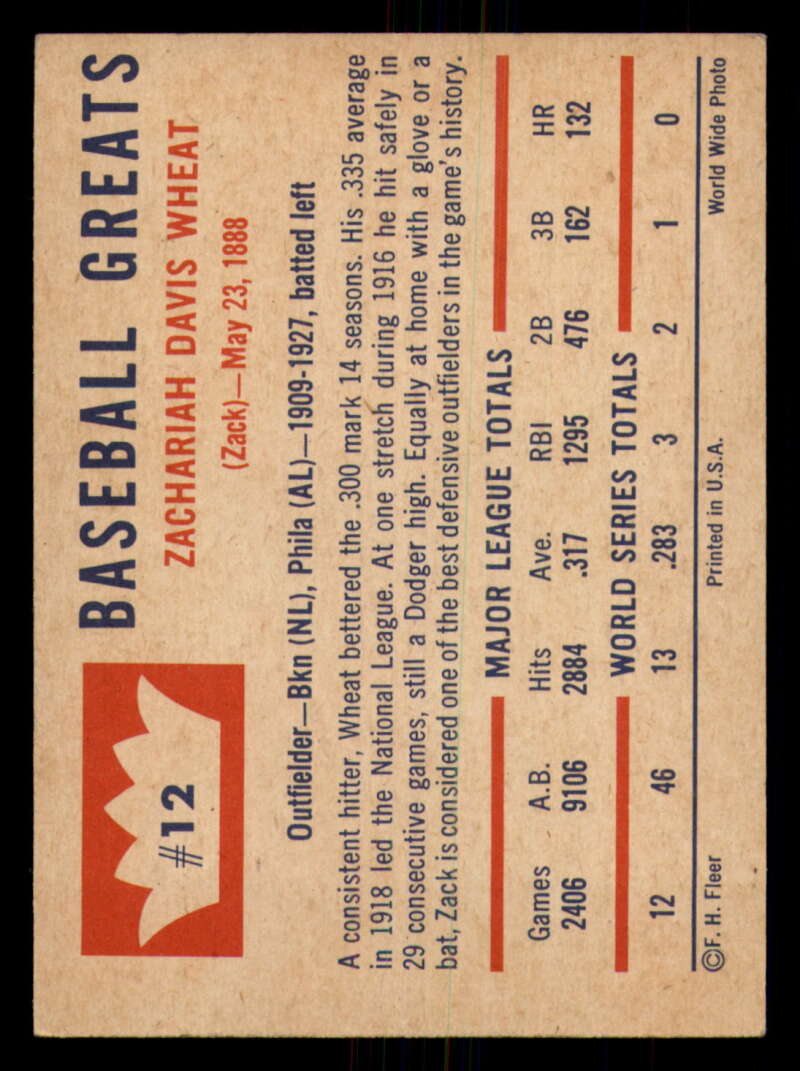 #12
BASEBALL GREATS
ZACHARIAH DAVIS WHEAT
(Zack)—May 23, 1888
Outfielder—Bkn (NL), Phila (AL)—1909-1927, batted left
A consistent hitter, Wheat bettered the .300 mark 14 seasons. His .335 average
in 1918 led the National League. At one stretch during 1916 he hit safely in
29 consecutive games, still a Dodger high. Equally at home with a glove or a
bat, Zack is considered one of the best defensive outfielders in the game's history.
MAJOR LEAGUE TOTALS
Games A.B. Hits Ave. RBI 2B 3B HR
2406 9106 2884 .317 1295 476 162 132
WORLD SERIES TOTALS
12 46 13 .283 3 2 1 0
©F. H. Fleer Printed in U.S.A. World Wide Photo